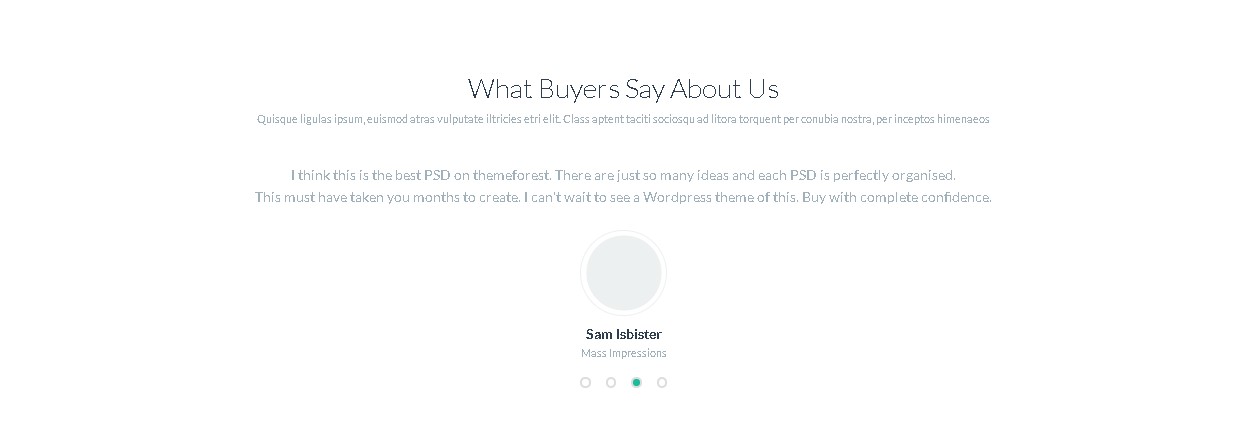 What Buyers Say About Us
Quisque ligulas ipsum, euismod atras vulputate iltricies etri elit. Class aptent taciti sociosqu ad litora torquent per conubia nostra, per inceptos himenaeos
I think this is the best PSD on themeforest. There are just so many ideas and each PSD is perfectly organised.
This must have taken you months to create. I can't wait to see a Wordpress theme of this. Buy with complete confidence.
Sam Isbister
Mass Impressions